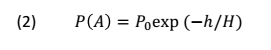 (2) P(A) = P₀exp (−h/H)